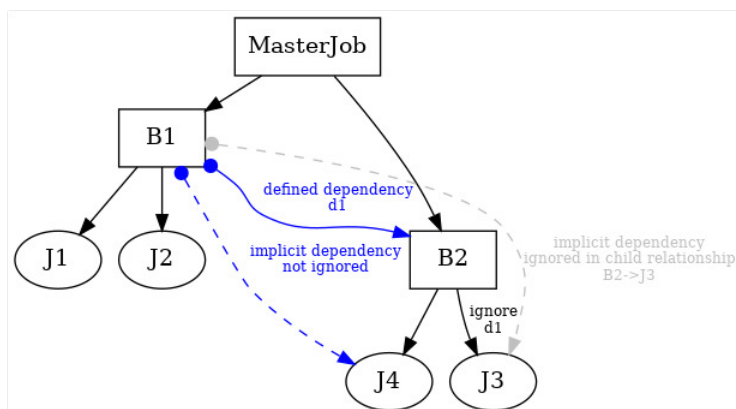 MasterJob
B1
defined dependency
d1
J1
J2
implicit dependency
not ignored
B2
implicit dependency
ignored in child relationship
B2->J3
ignore
d1
J4
J3